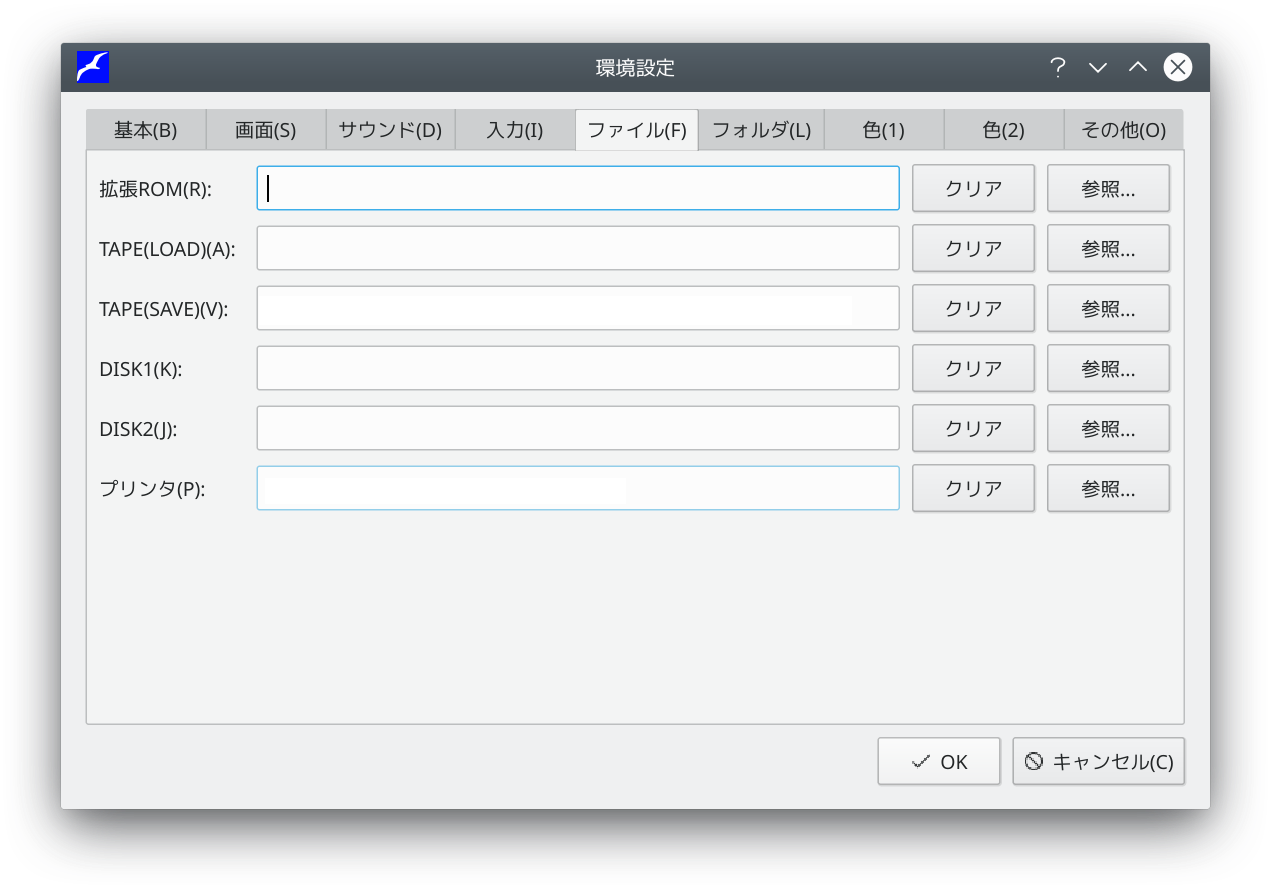 環境設定
基本(B) 画面(S) サウンド(D) 入力(I) ファイル(F) フォルダ(L) 色(1) 色(2) その他(O)
拡張ROM(R): クリア 参照...
TAPE(LOAD)(A): クリア 参照...
TAPE(SAVE)(V): クリア 参照...
DISK1(K): クリア 参照...
DISK2(J): クリア 参照...
プリンタ(P): クリア 参照...
OK キャンセル(C)